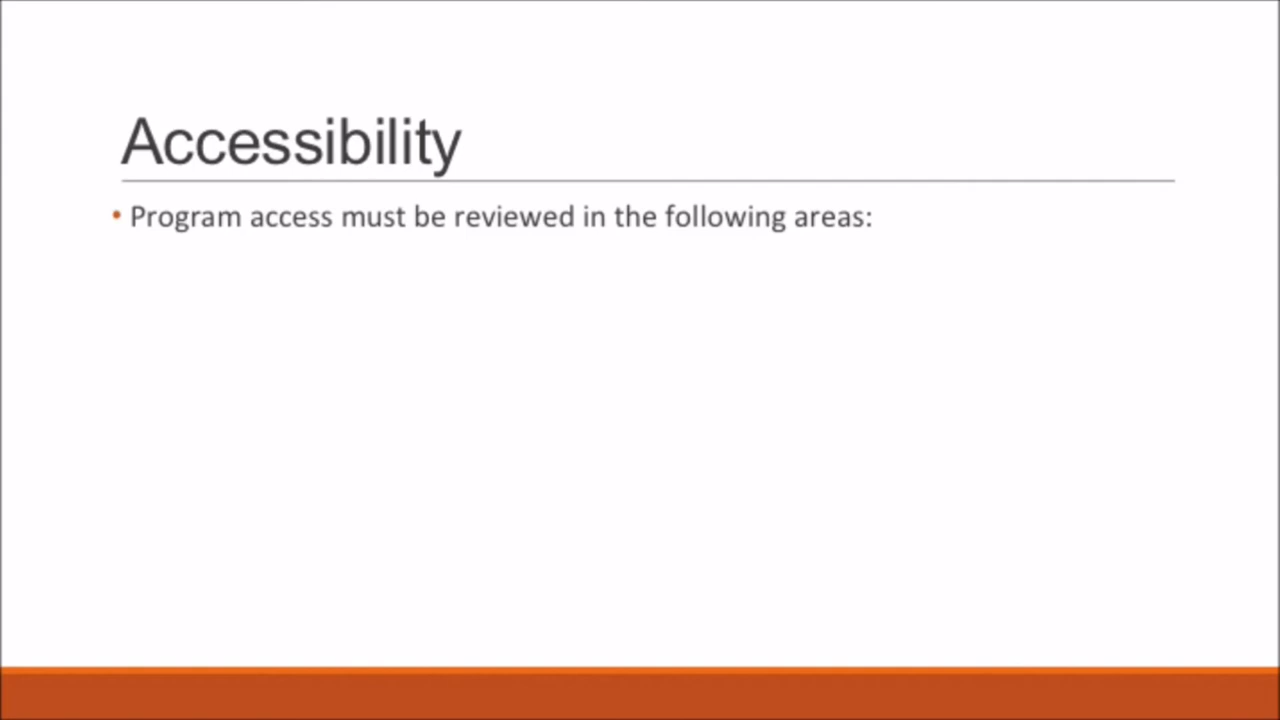 Accessibility
• Program access must be reviewed in the following areas: